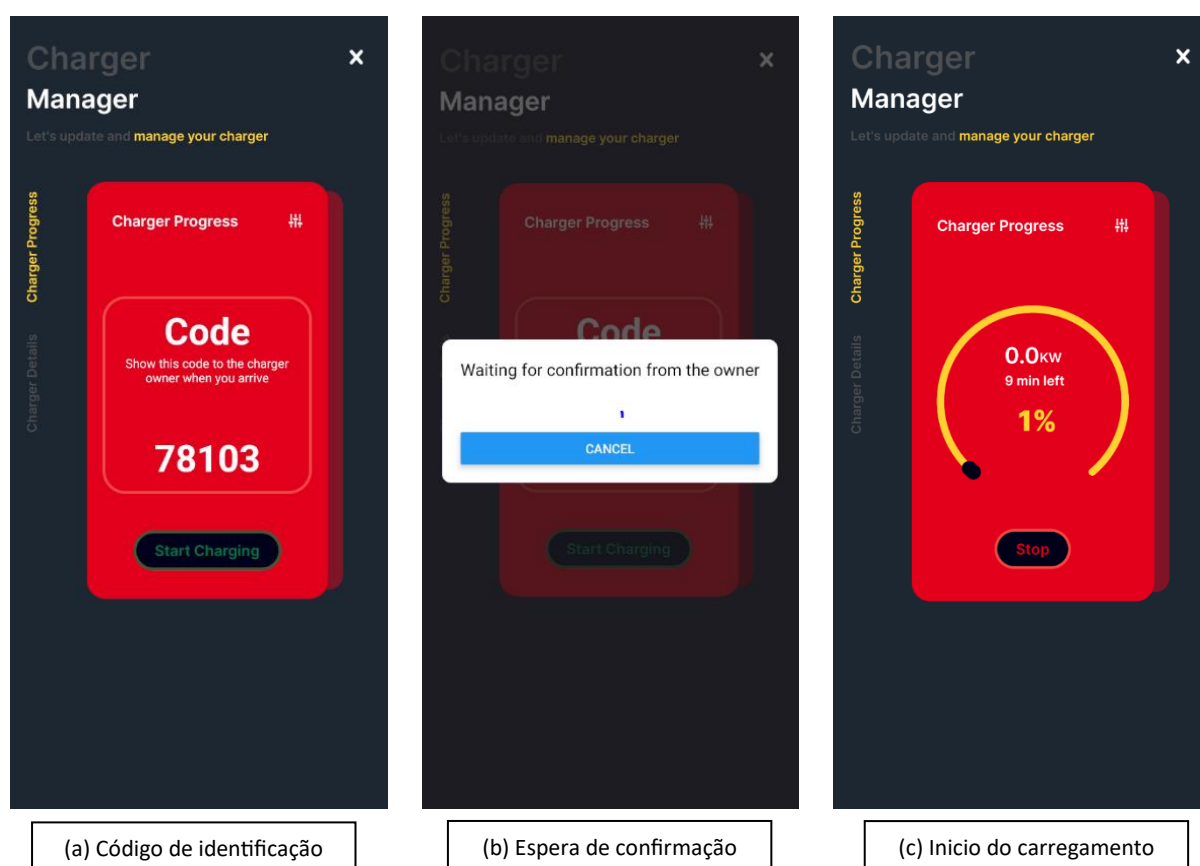 Charger
x
Manager
Let's update and manage your charger
Charger Progress
Charger Details
Charger Progress
Code
Show this code to the charger
owner when you arrive
78103
Start Charging
(a) Código de identificação
Charger
x
Manager
Let's update and manage your charger
Charger Progress
Charger Progress
Code
Waiting for confirmation from the owner
CANCEL
Start Charging
(b) Espera de confirmação
Charger
x
Manager
Let's update and manage your charger
Charger Progress
Charger Details
Charger Progress
0.0KW
9 min left
1%
Stop
(c) Inicio do carregamento